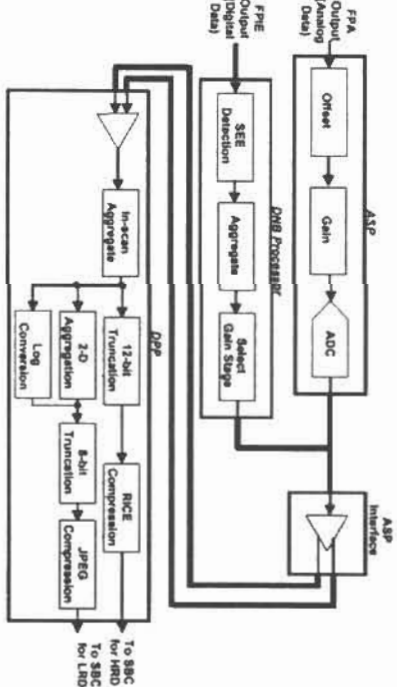 ASP
FPA
Output
(Analog
Data)
Offset
Gain
ADC
ASP
Interface
DNB Processor
FPIE
Output
(Digital
Data)
SEE
Detection
Aggregate
Select
Gain Stage
DPP
In-scan
Aggregate
12-bit
Truncation
RICE
Compression
To SBC
for HRD
2-D
Aggregation
8-bit
Truncation
JPEG
Compression
To SBC
for LRD
Log
Conversion